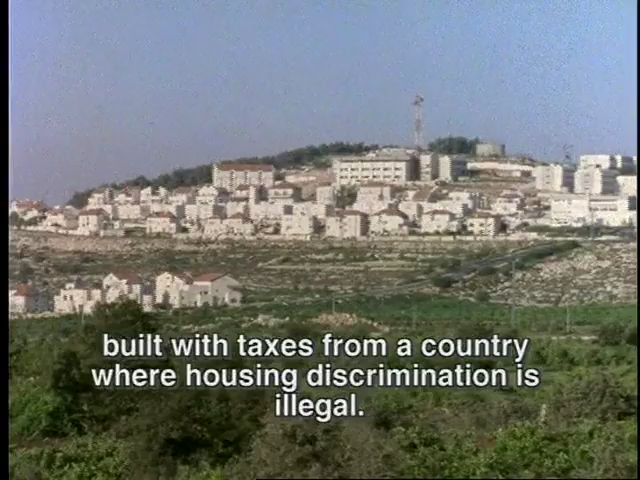 built with taxes from a country
where housing discrimination is
illegal.